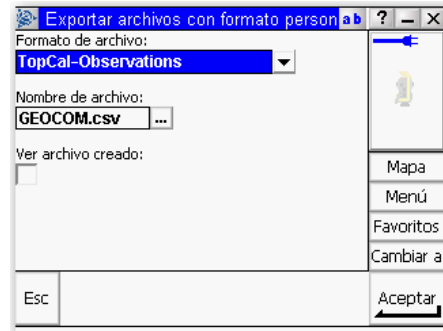 Exportar archivos con formato person
ab
? – X
Formato de archivo:
TopCal-Observations
Nombre de archivo:
GEOCOM.csv
...
Ver archivo creado:
Mapa
Menú
Favoritos
Cambiar a
Esc
Aceptar